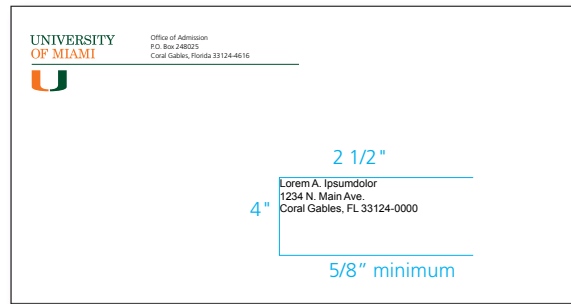 UNIVERSITY
OF MIAMI
Office of Admission
P.O. Box 248025
Coral Gables, Florida 33124-4616
U
2 1/2"
4"
Lorem A. Ipsumdolor
1234 N. Main Ave.
Coral Gables, FL 33124-0000
5/8” minimum